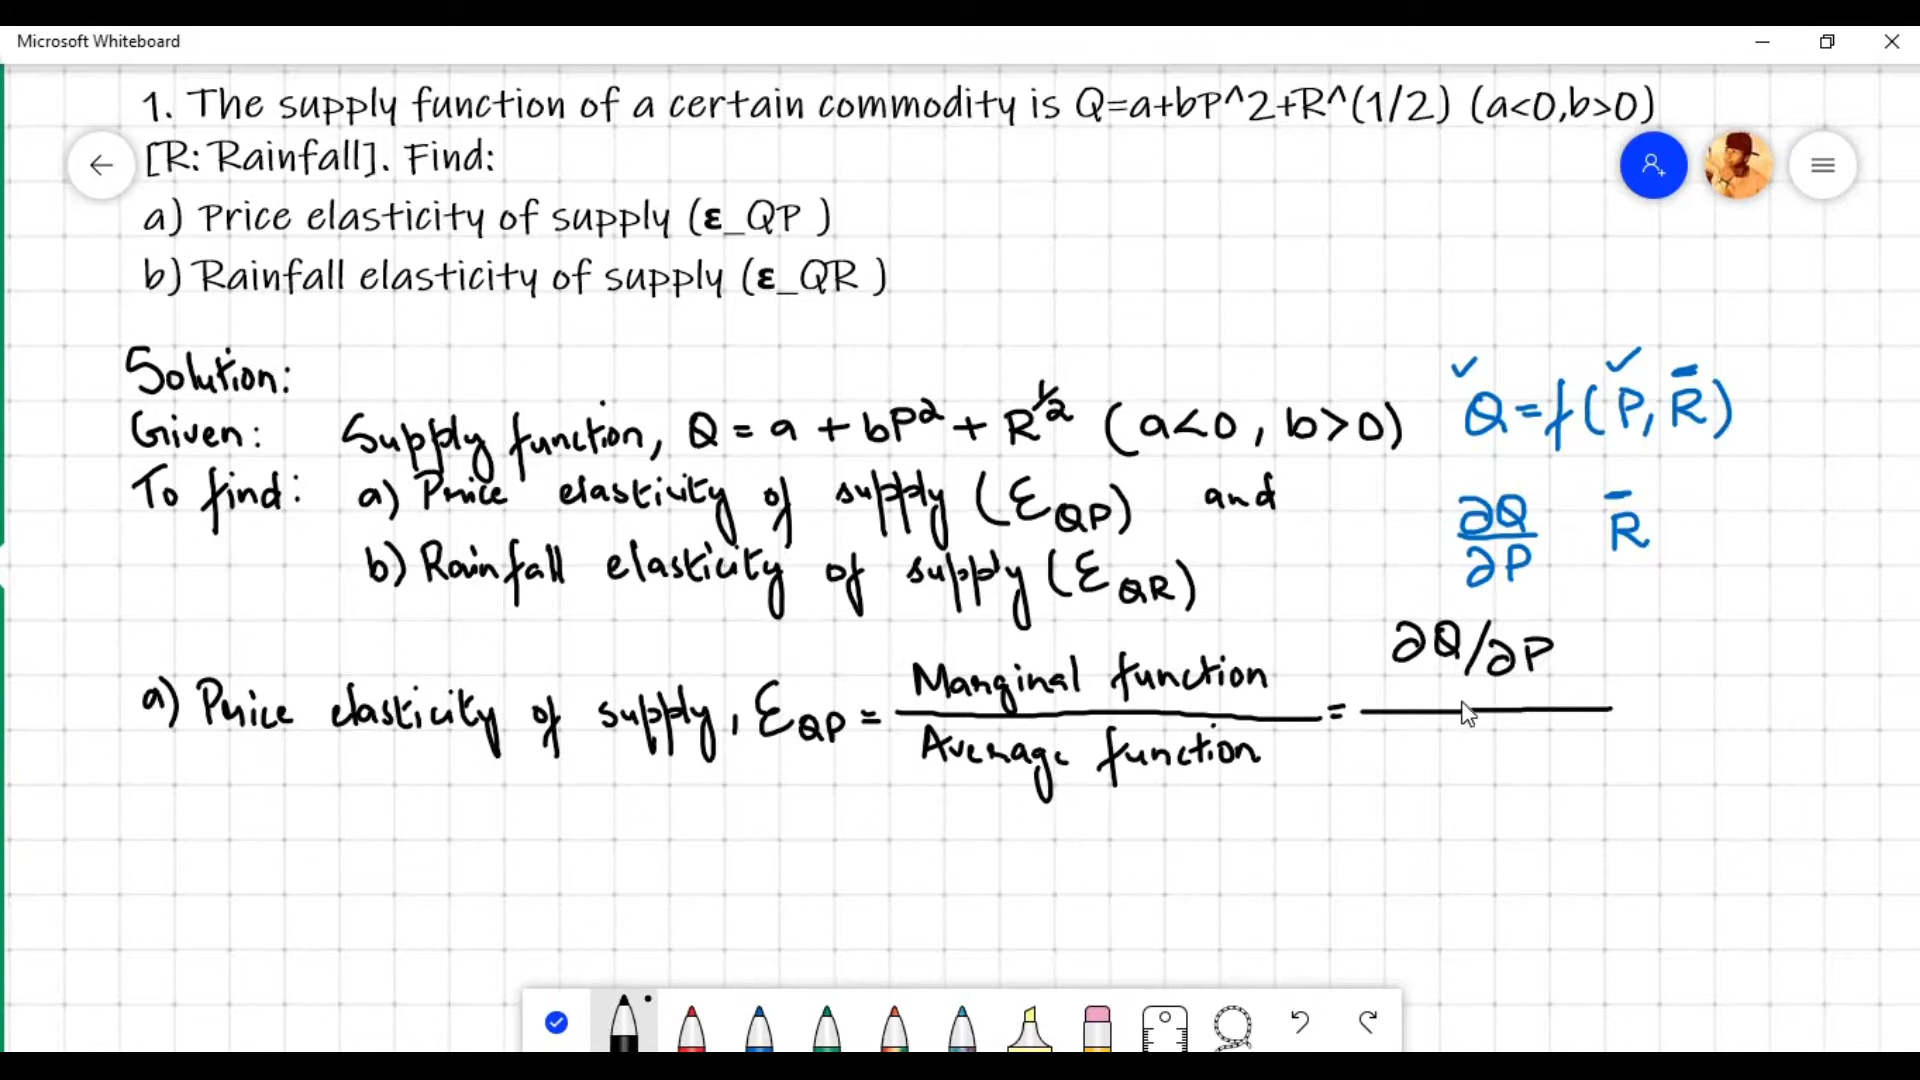 Microsoft Whiteboard
1. The supply function of a certain commodity is Q=a+bP^2+R^(1/2) (a<0,b>0)
[R: Rainfall]. Find:
a) Price elasticity of supply (ε_QP )
b) Rainfall elasticity of supply (ε_QR )
Solution:
Given: Supply function, Q = a + bP² + R^1/2 (a<0, b>0)
To find: a) Price elasticity of supply (ε_QP) and
b) Rainfall elasticity of supply (ε_QR)
✓ ✓
Q = f(P, R̄)
∂Q/∂P R̄
a) Price elasticity of supply, ε_QP = Marginal function / Average function = ∂Q/∂P